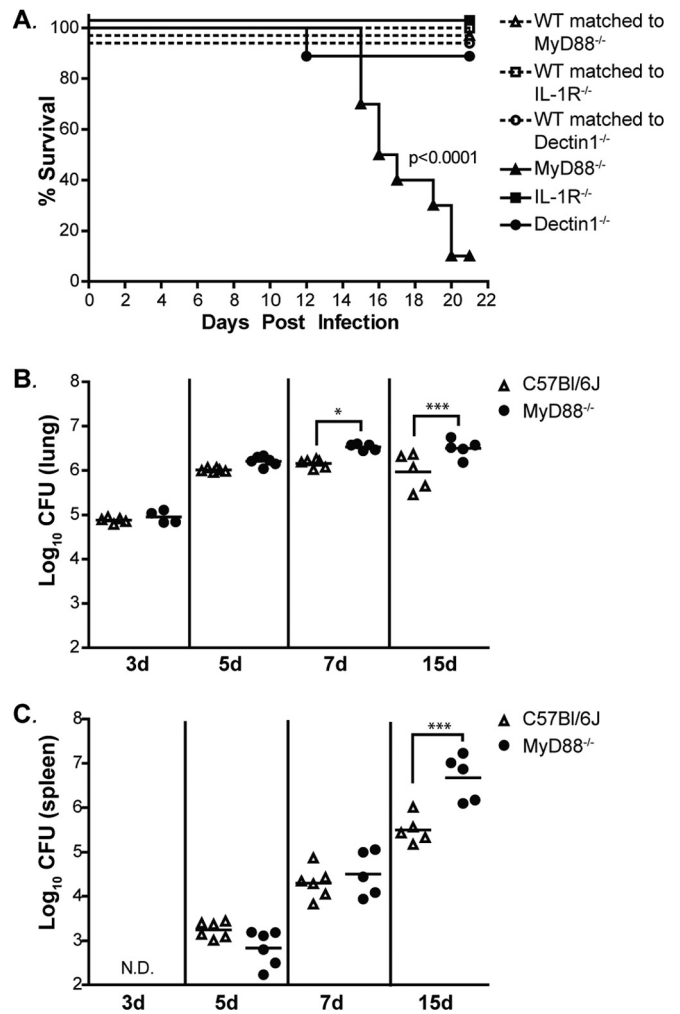 A.
% Survival
100
80
60
40
20
0
p<0.0001
0 2 4 6 8 10 12 14 16 18 20 22
Days Post Infection
WT matched to
MyD88-/-
WT matched to
IL-1R-/-
WT matched to
Dectin1-/-
MyD88-/-
IL-1R-/-
Dectin1-/-
B.
Log10 CFU (lung)
8
7
6
5
4
3
2
*
***
3d 5d 7d 15d
C57Bl/6J
MyD88-/-
C.
Log10 CFU (spleen)
8
7
6
5
4
3
2
***
N.D.
3d 5d 7d 15d
C57Bl/6J
MyD88-/-